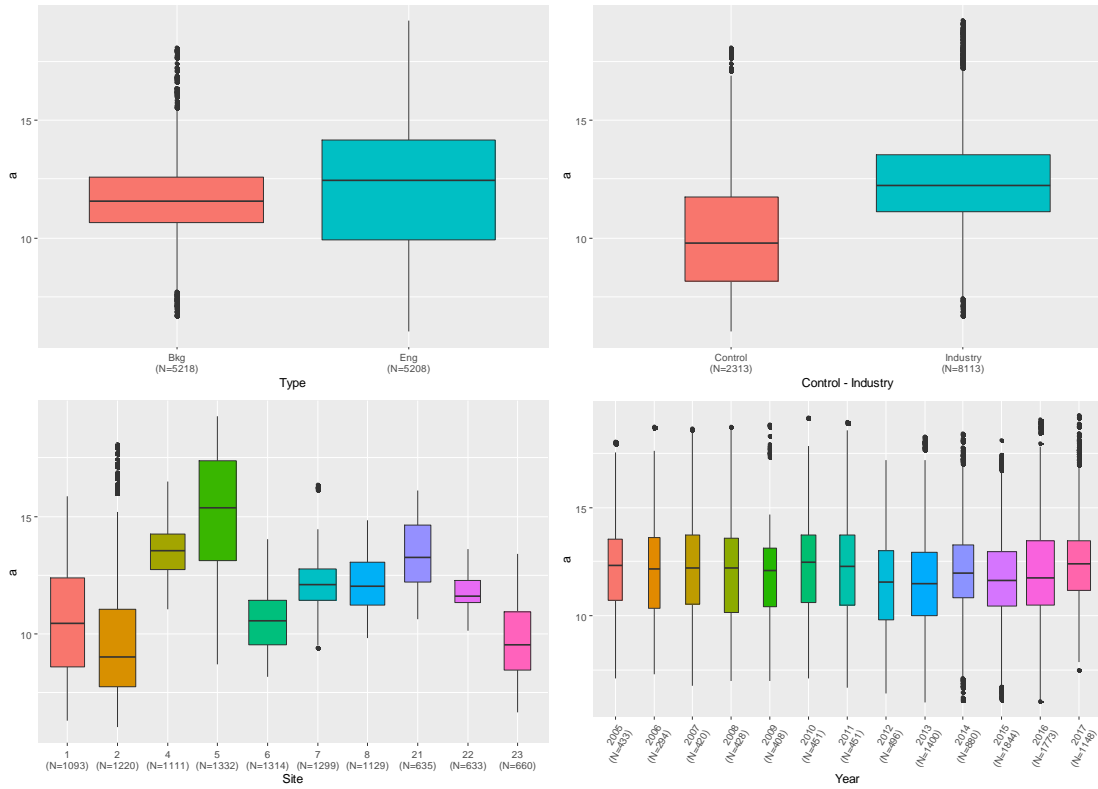 a
15
10
Bkg
(N=5218)
Eng
(N=5208)
Type
a
15
10
Control
(N=2313)
Industry
(N=8113)
Control - Industry
a
15
10
1
(N=1093)
2
(N=1220)
4
(N=1111)
5
(N=1332)
6
(N=1314)
7
(N=1299)
8
(N=1129)
21
(N=635)
22
(N=633)
23
(N=660)
Site
a
15
10
2005
(N=433)
2006
(N=294)
2007
(N=420)
2008
(N=428)
2009
(N=408)
2010
(N=451)
2011
(N=451)
2012
(N=496)
2013
(N=1400)
2014
(N=880)
2015
(N=1844)
2016
(N=1773)
2017
(N=1148)
Year